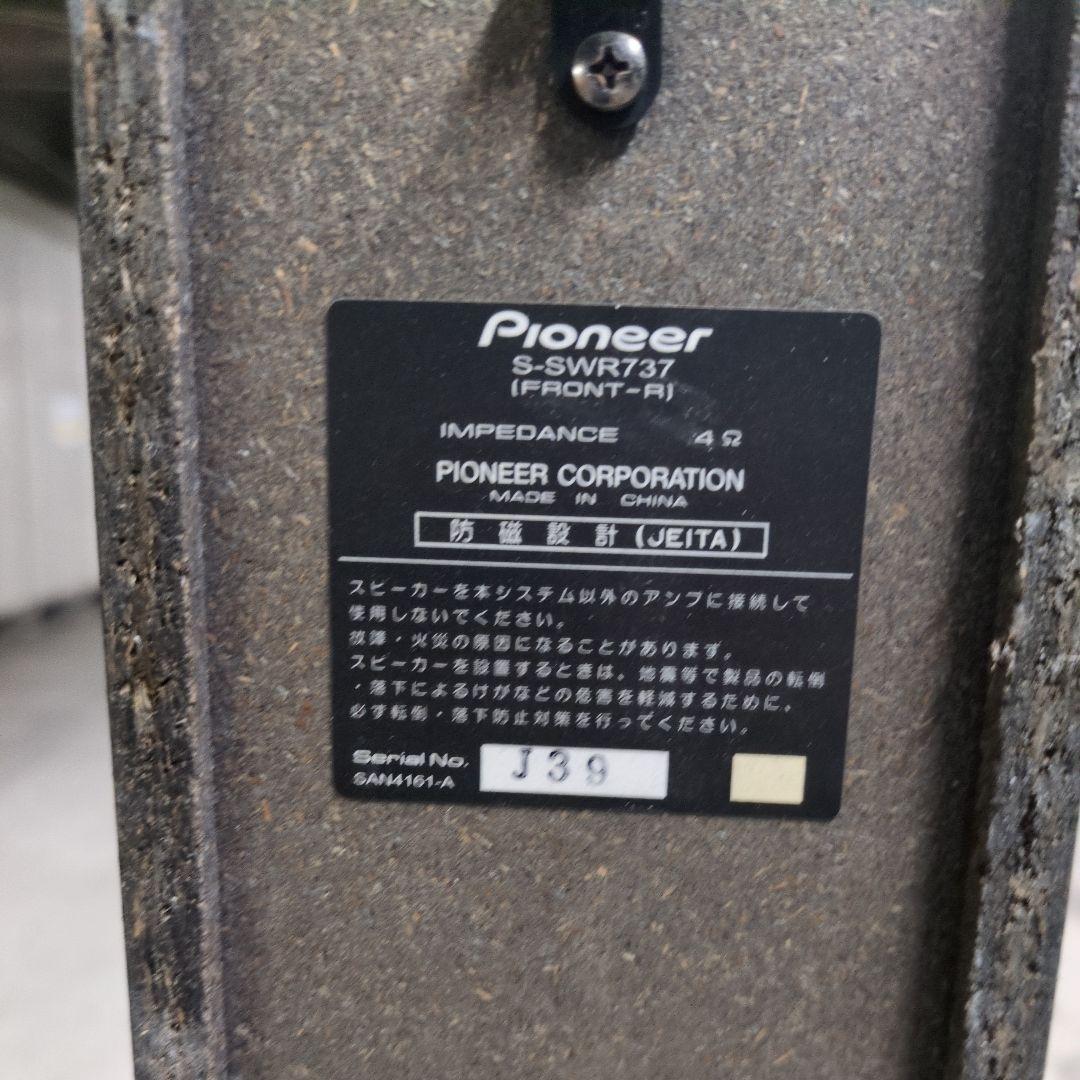 Pioneer
S-SWR737
(FRONT-R)
IMPEDANCE 4Ω
PIONEER CORPORATION
MADE IN CHINA
防磁設計(JEITA)
スピーカーを本システム以外のアンプに接続して
使用しないでください。
故障・火災の原因になることがあります。
スピーカーを設置するときは、地震等で製品の転倒
・落下によるけがなどの危害を軽減するために、
必ず転倒・落下防止対策を行ってください。
Serial No. J39
SAN4161-A